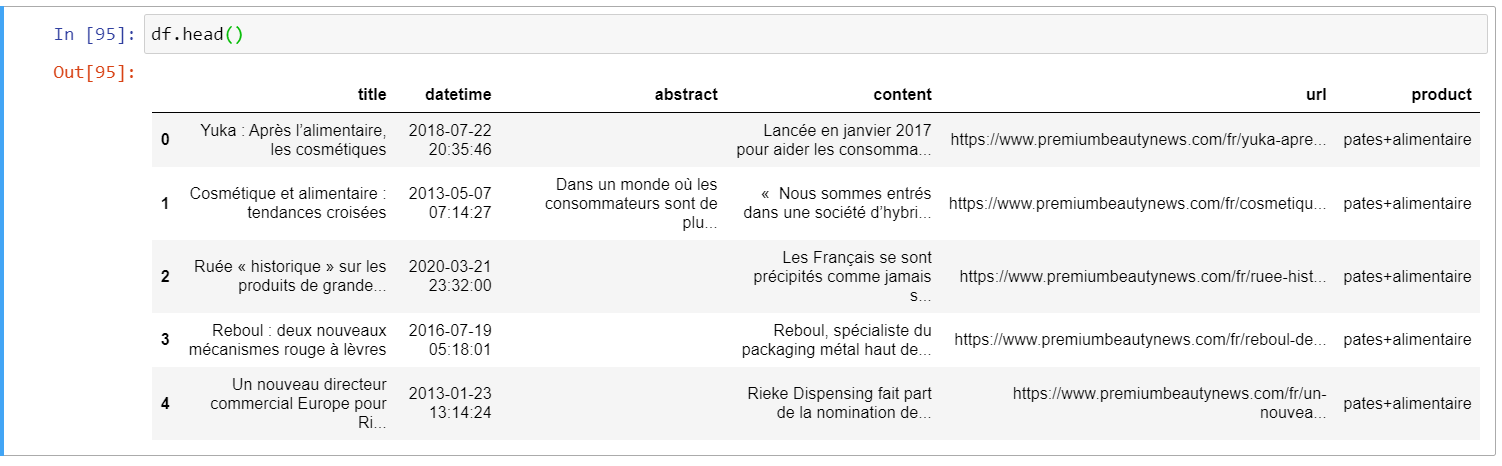 In [95]: df.head()
Out[95]:
title datetime abstract content url product
0 Yuka : Après l’alimentaire, les cosmétiques 2018-07-22 20:35:46 Lancée en janvier 2017 pour aider les consomma... https://www.premiumbeautynews.com/fr/yuka-apre... pates+alimentaire
1 Cosmétique et alimentaire : tendances croisées 2013-05-07 07:14:27 Dans un monde où les consommateurs sont de plu... «  Nous sommes entrés dans une société d’hybri... https://www.premiumbeautynews.com/fr/cosmetiqu... pates+alimentaire
2 Ruée « historique » sur les produits de grande... 2020-03-21 23:32:00 Les Français se sont précipités comme jamais s... https://www.premiumbeautynews.com/fr/ruee-hist... pates+alimentaire
3 Reboul : deux nouveaux mécanismes rouge à lèvres 2016-07-19 05:18:01 Reboul, spécialiste du packaging métal haut de... https://www.premiumbeautynews.com/fr/reboul-de... pates+alimentaire
4 Un nouveau directeur commercial Europe pour Ri... 2013-01-23 13:14:24 Rieke Dispensing fait part de la nomination de... https://www.premiumbeautynews.com/fr/un-nouvea... pates+alimentaire